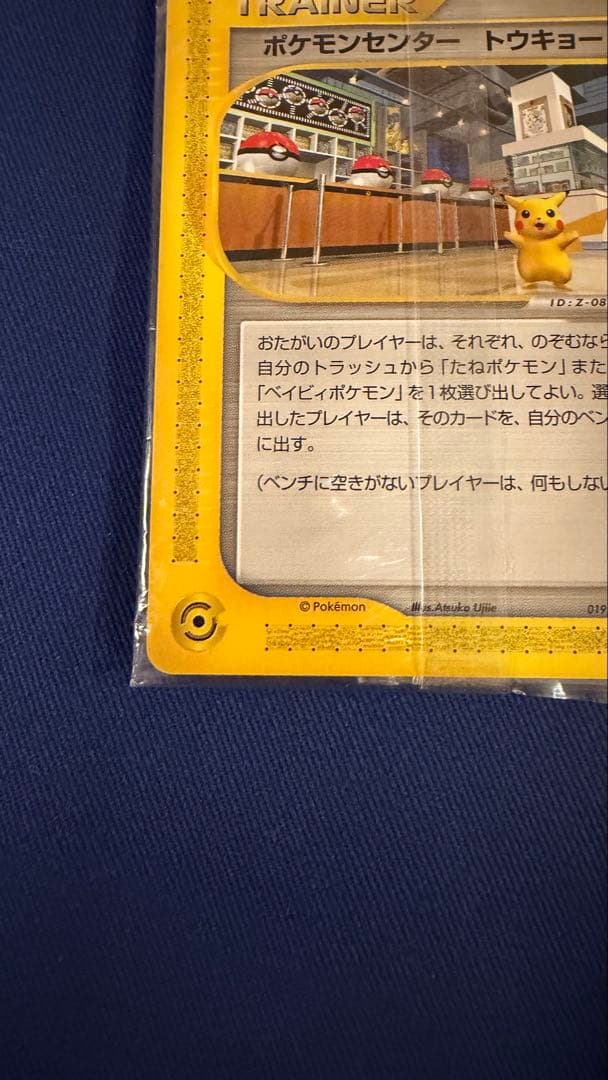 TRAINER
ポケモンセンター トウキョー
ID:Z-08
おたがいのプレイヤーは、それぞれ、のぞむなら
自分のトラッシュから「たねポケモン」また
「ベイビィポケモン」を1枚選び出してよい。選
出したプレイヤーは、そのカードを、自分のベン
に出す。
(ベンチに空きがないプレイヤーは、何もしない
© Pokémon Illus.Atsuko Ujiie 019